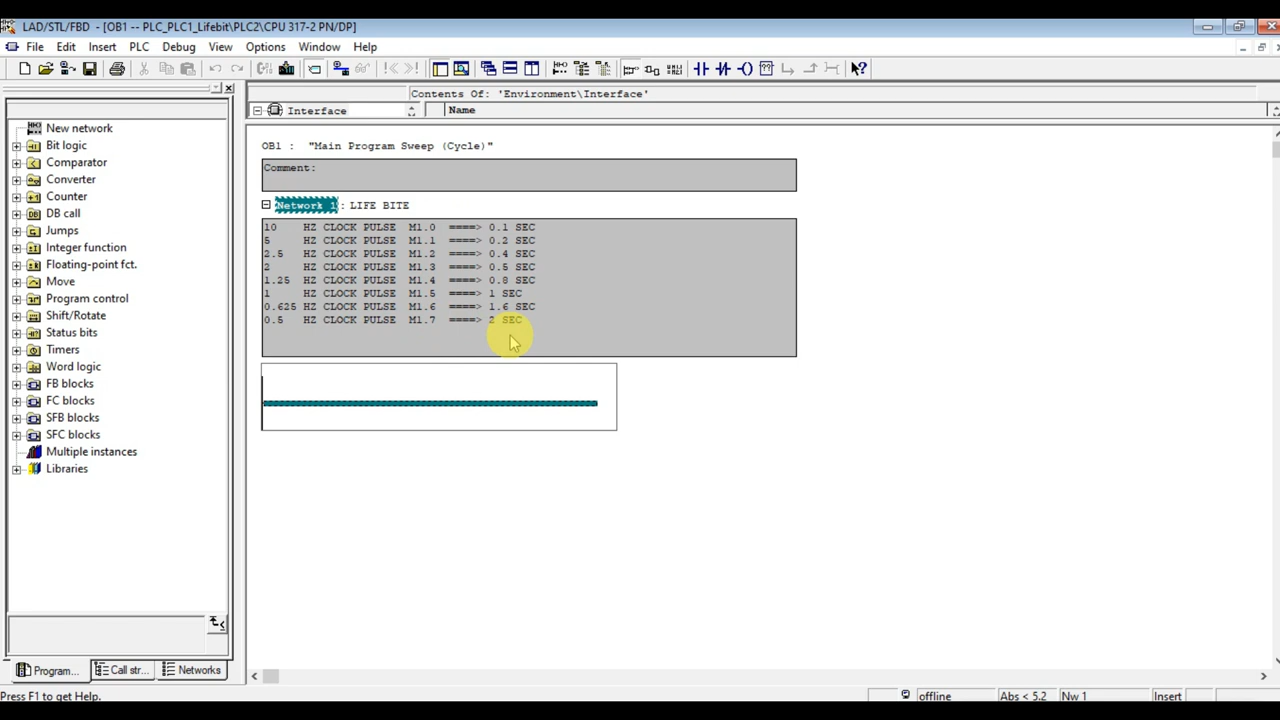 LAD/STL/FBD - [OB1 -- PLC_PLC1_Lifebit\PLC2\CPU 317-2 PN/DP]
File Edit Insert PLC Debug View Options Window Help
Contents Of: 'Environment\Interface'
Interface Name
New network
Bit logic
Comparator
Converter
Counter
DB call
Jumps
Integer function
Floating-point fct.
Move
Program control
Shift/Rotate
Status bits
Timers
Word logic
FB blocks
FC blocks
SFB blocks
SFC blocks
Multiple instances
Libraries
Program... Call str... Networks
OB1 : "Main Program Sweep (Cycle)"
Comment:
Network 1: LIFE BITE
10 HZ CLOCK PULSE M1.0 ====> 0.1 SEC
5 HZ CLOCK PULSE M1.1 ====> 0.2 SEC
2.5 HZ CLOCK PULSE M1.2 ====> 0.4 SEC
2 HZ CLOCK PULSE M1.3 ====> 0.5 SEC
1.25 HZ CLOCK PULSE M1.4 ====> 0.8 SEC
1 HZ CLOCK PULSE M1.5 ====> 1 SEC
0.625 HZ CLOCK PULSE M1.6 ====> 1.6 SEC
0.5 HZ CLOCK PULSE M1.7 ====> 2 SEC
Press F1 to get Help.
offline Abs < 5.2 Nw 1 Insert